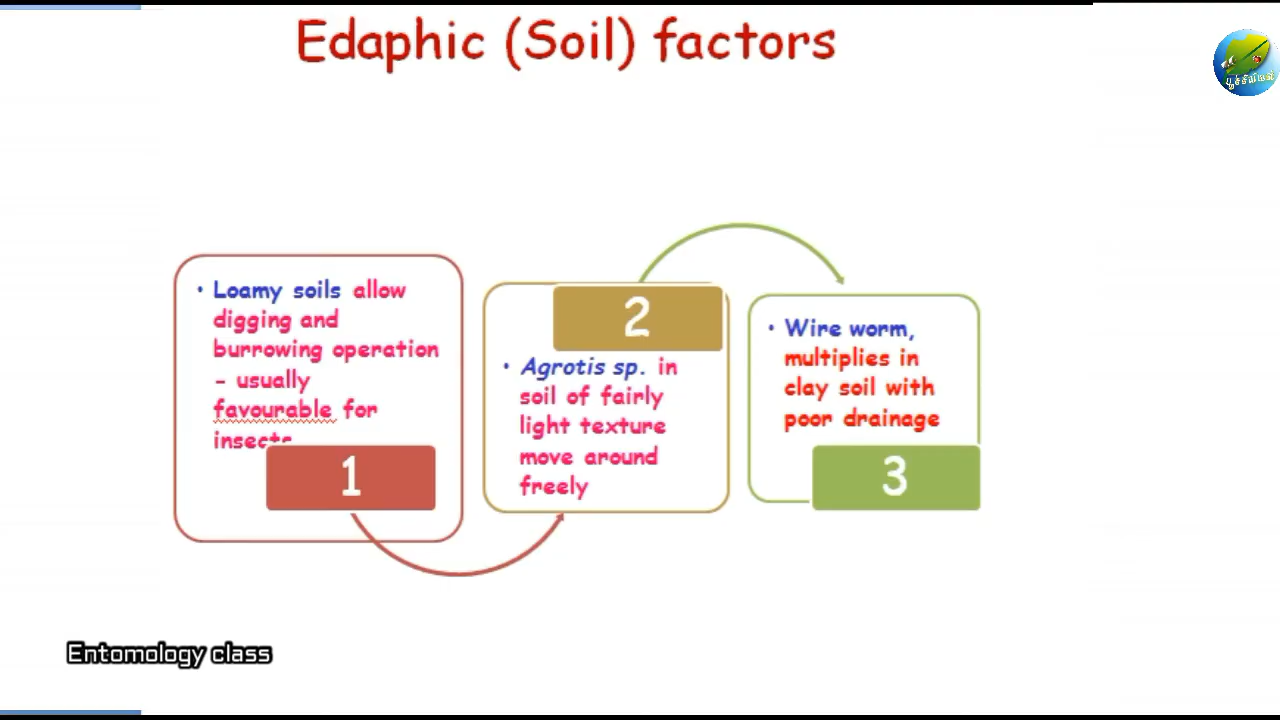 Edaphic (Soil) factors
பூச்சியியல்
• Loamy soils allow
digging and
burrowing operation
- usually
favourable for
insects
1
2
• Agrotis sp. in
soil of fairly
light texture
move around
freely
• Wire worm,
multiplies in
clay soil with
poor drainage
3
Entomology class